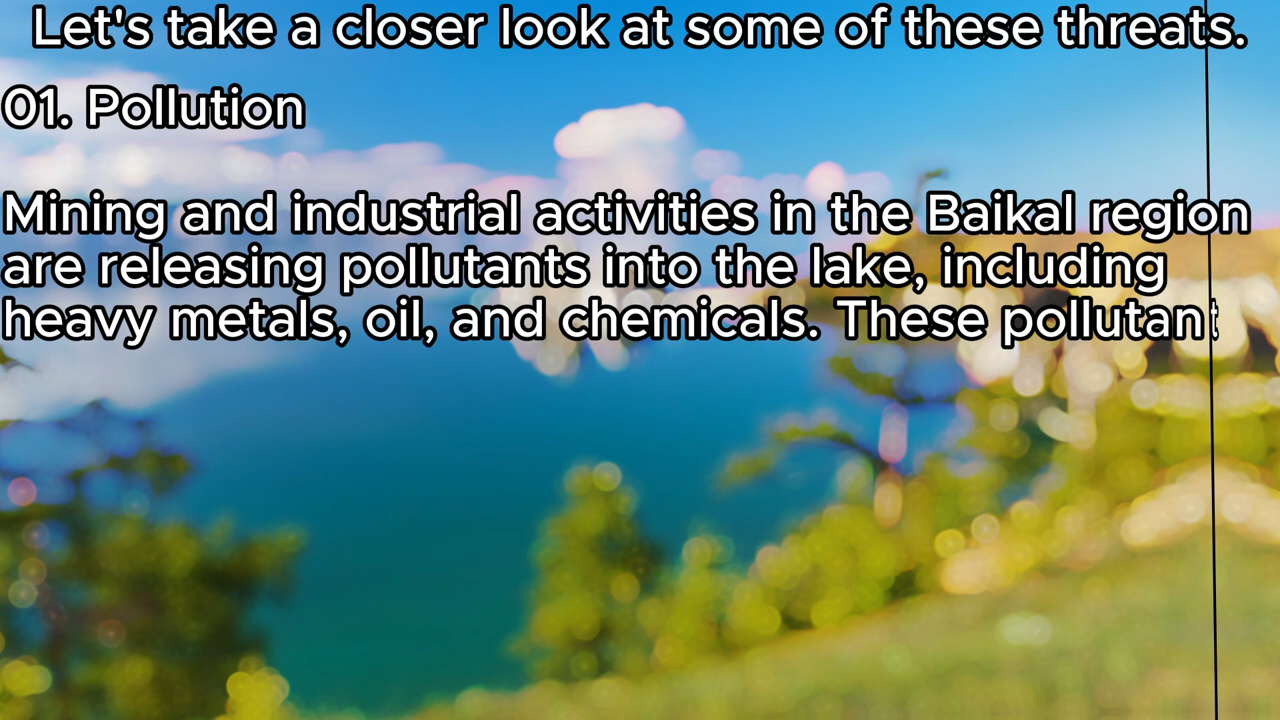 Let's take a closer look at some of these threats.
01. Pollution
Mining and industrial activities in the Baikal region
are releasing pollutants into the lake, including
heavy metals, oil, and chemicals. These pollutant